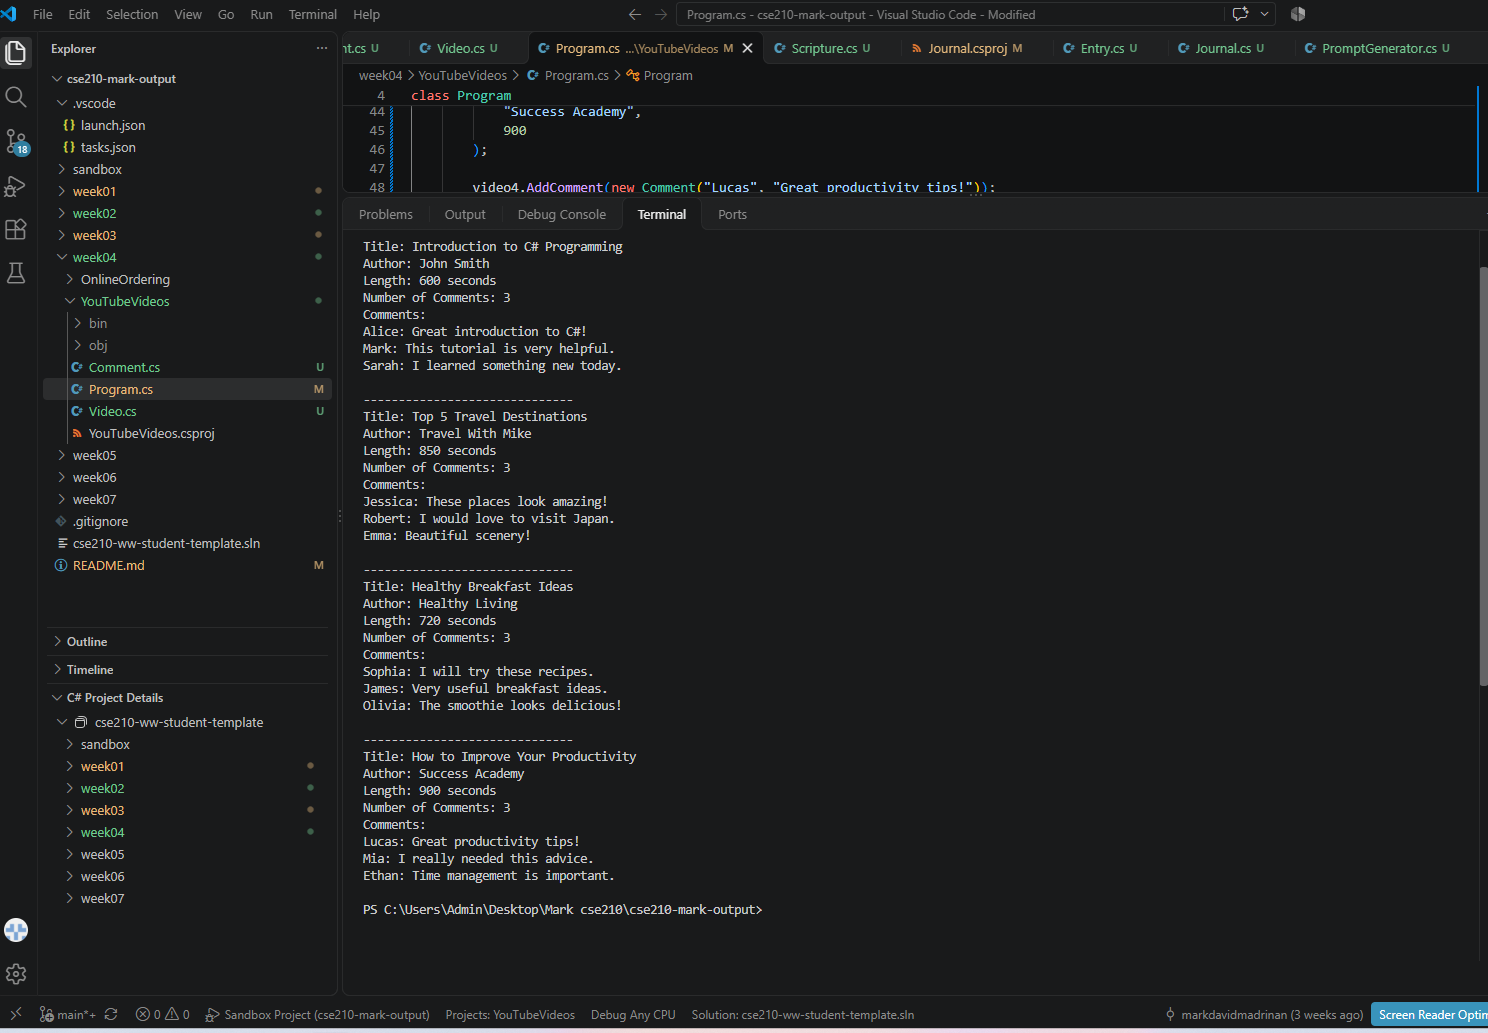 File Edit Selection View Go Run Terminal Help
Program.cs - cse210-mark-output - Visual Studio Code - Modified
Explorer
cse210-mark-output
.vscode
launch.json
tasks.json
sandbox
week01
week02
week03
week04
OnlineOrdering
YouTubeVideos
bin
obj
Comment.cs U
Program.cs M
Video.cs U
YouTubeVideos.csproj
week05
week06
week07
.gitignore
cse210-ww-student-template.sln
README.md M
Outline
Timeline
C# Project Details
cse210-ww-student-template
sandbox
week01
week02
week03
week04
week05
week06
week07
18
nt.cs U Video.cs U Program.cs ...\YouTubeVideos M Scripture.cs U Journal.csproj M Entry.cs U Journal.cs U PromptGenerator.cs U
week04 > YouTubeVideos > Program.cs > Program
4 class Program
44 "Success Academy",
45 900
46 );
47
48 video4.AddComment(new Comment("Lucas", "Great productivity tips!"));
Problems Output Debug Console Terminal Ports
Title: Introduction to C# Programming
Author: John Smith
Length: 600 seconds
Number of Comments: 3
Comments:
Alice: Great introduction to C#!
Mark: This tutorial is very helpful.
Sarah: I learned something new today.
------------------------------
Title: Top 5 Travel Destinations
Author: Travel With Mike
Length: 850 seconds
Number of Comments: 3
Comments:
Jessica: These places look amazing!
Robert: I would love to visit Japan.
Emma: Beautiful scenery!
------------------------------
Title: Healthy Breakfast Ideas
Author: Healthy Living
Length: 720 seconds
Number of Comments: 3
Comments:
Sophia: I will try these recipes.
James: Very useful breakfast ideas.
Olivia: The smoothie looks delicious!
------------------------------
Title: How to Improve Your Productivity
Author: Success Academy
Length: 900 seconds
Number of Comments: 3
Comments:
Lucas: Great productivity tips!
Mia: I really needed this advice.
Ethan: Time management is important.
PS C:\Users\Admin\Desktop\Mark cse210\cse210-mark-output>
main*+ 0 0 Sandbox Project (cse210-mark-output) Projects: YouTubeVideos Debug Any CPU Solution: cse210-ww-student-template.sln markdavidmadrinan (3 weeks ago) Screen Reader Optim